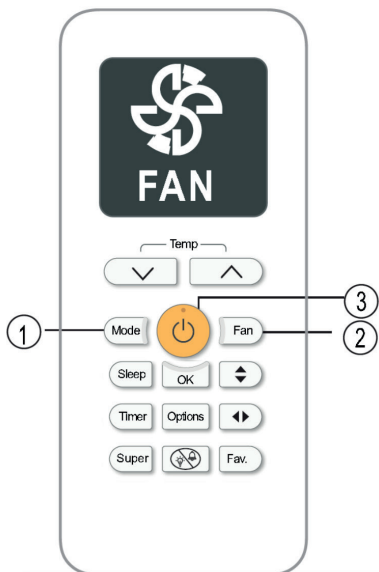 FAN
Temp
3
1 Mode Fan
2
Sleep OK
Timer Options
Super Fav.